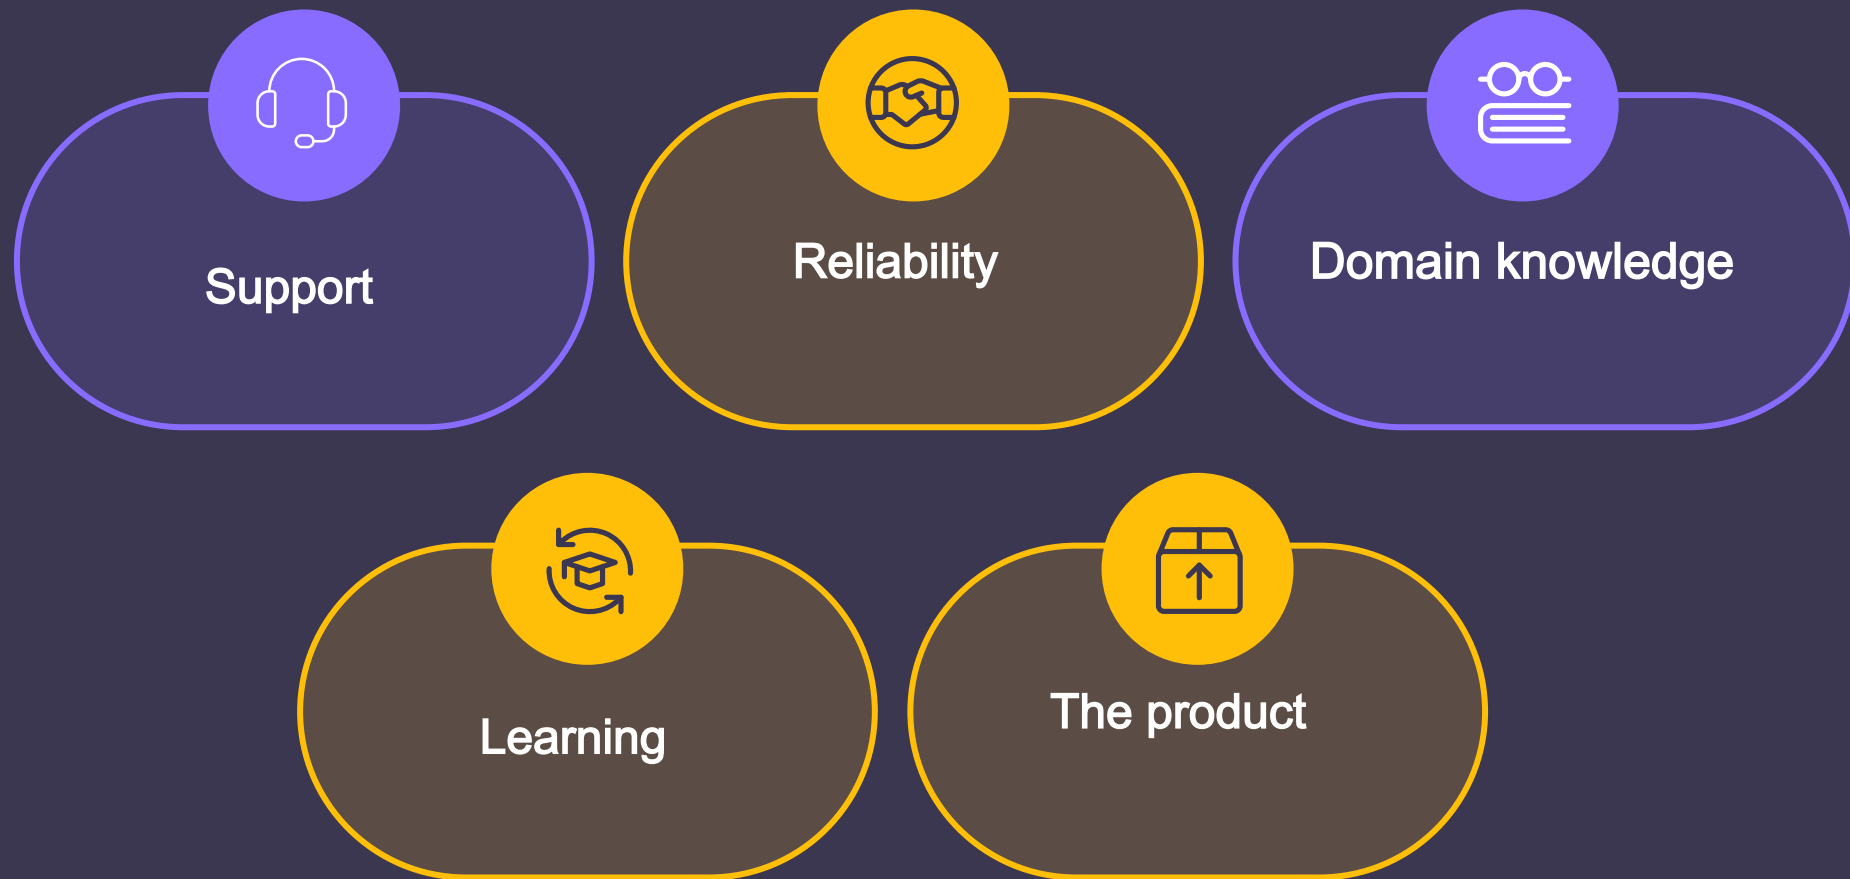 Support
Reliability
Domain knowledge
Learning
The product